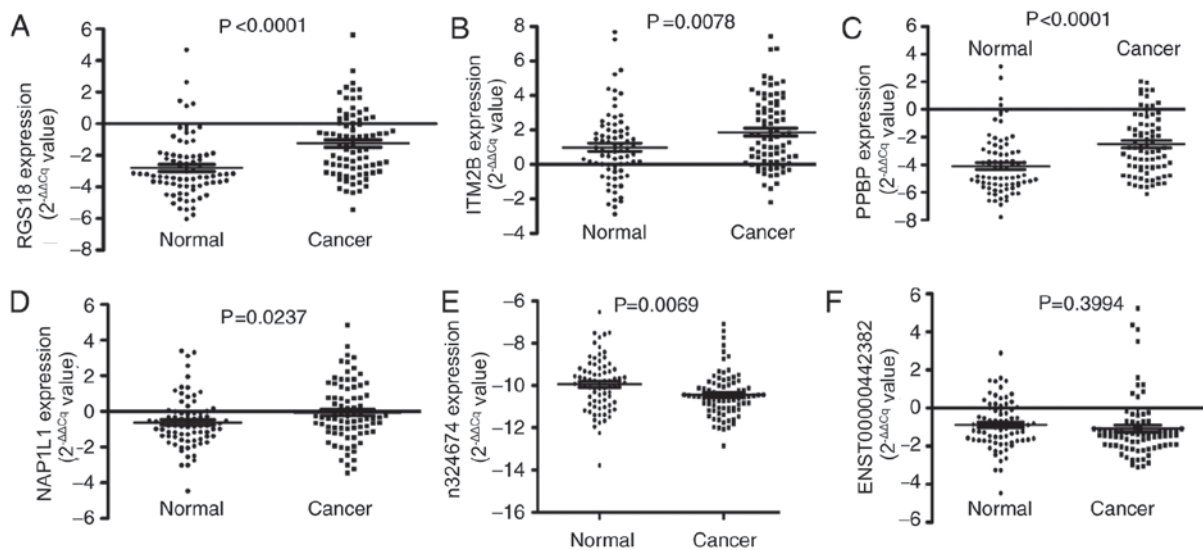 A
P<0.0001
RGS18 expression
(2-ΔΔCq value)
6
4
2
0
−2
−4
−6
−8
Normal
Cancer
B
P=0.0078
ITM2B expression
(2-ΔΔCq value)
8
6
4
2
0
−2
−4
Normal
Cancer
C
P<0.0001
Normal
Cancer
PPBP expression
(2-ΔΔCq value)
6
4
2
0
−2
−4
−6
−8
D
P=0.0237
NAP1L1 expression
(2-ΔΔCq value)
6
4
2
0
−2
−4
−6
Normal
Cancer
E
P=0.0069
n324674 expression
(2-ΔΔCq value)
−6
−8
−10
−12
−14
−16
Normal
Cancer
F
P=0.3994
ENST00000442382
(2-ΔΔCq value)
6
4
2
0
−2
−4
−6
Normal
Cancer